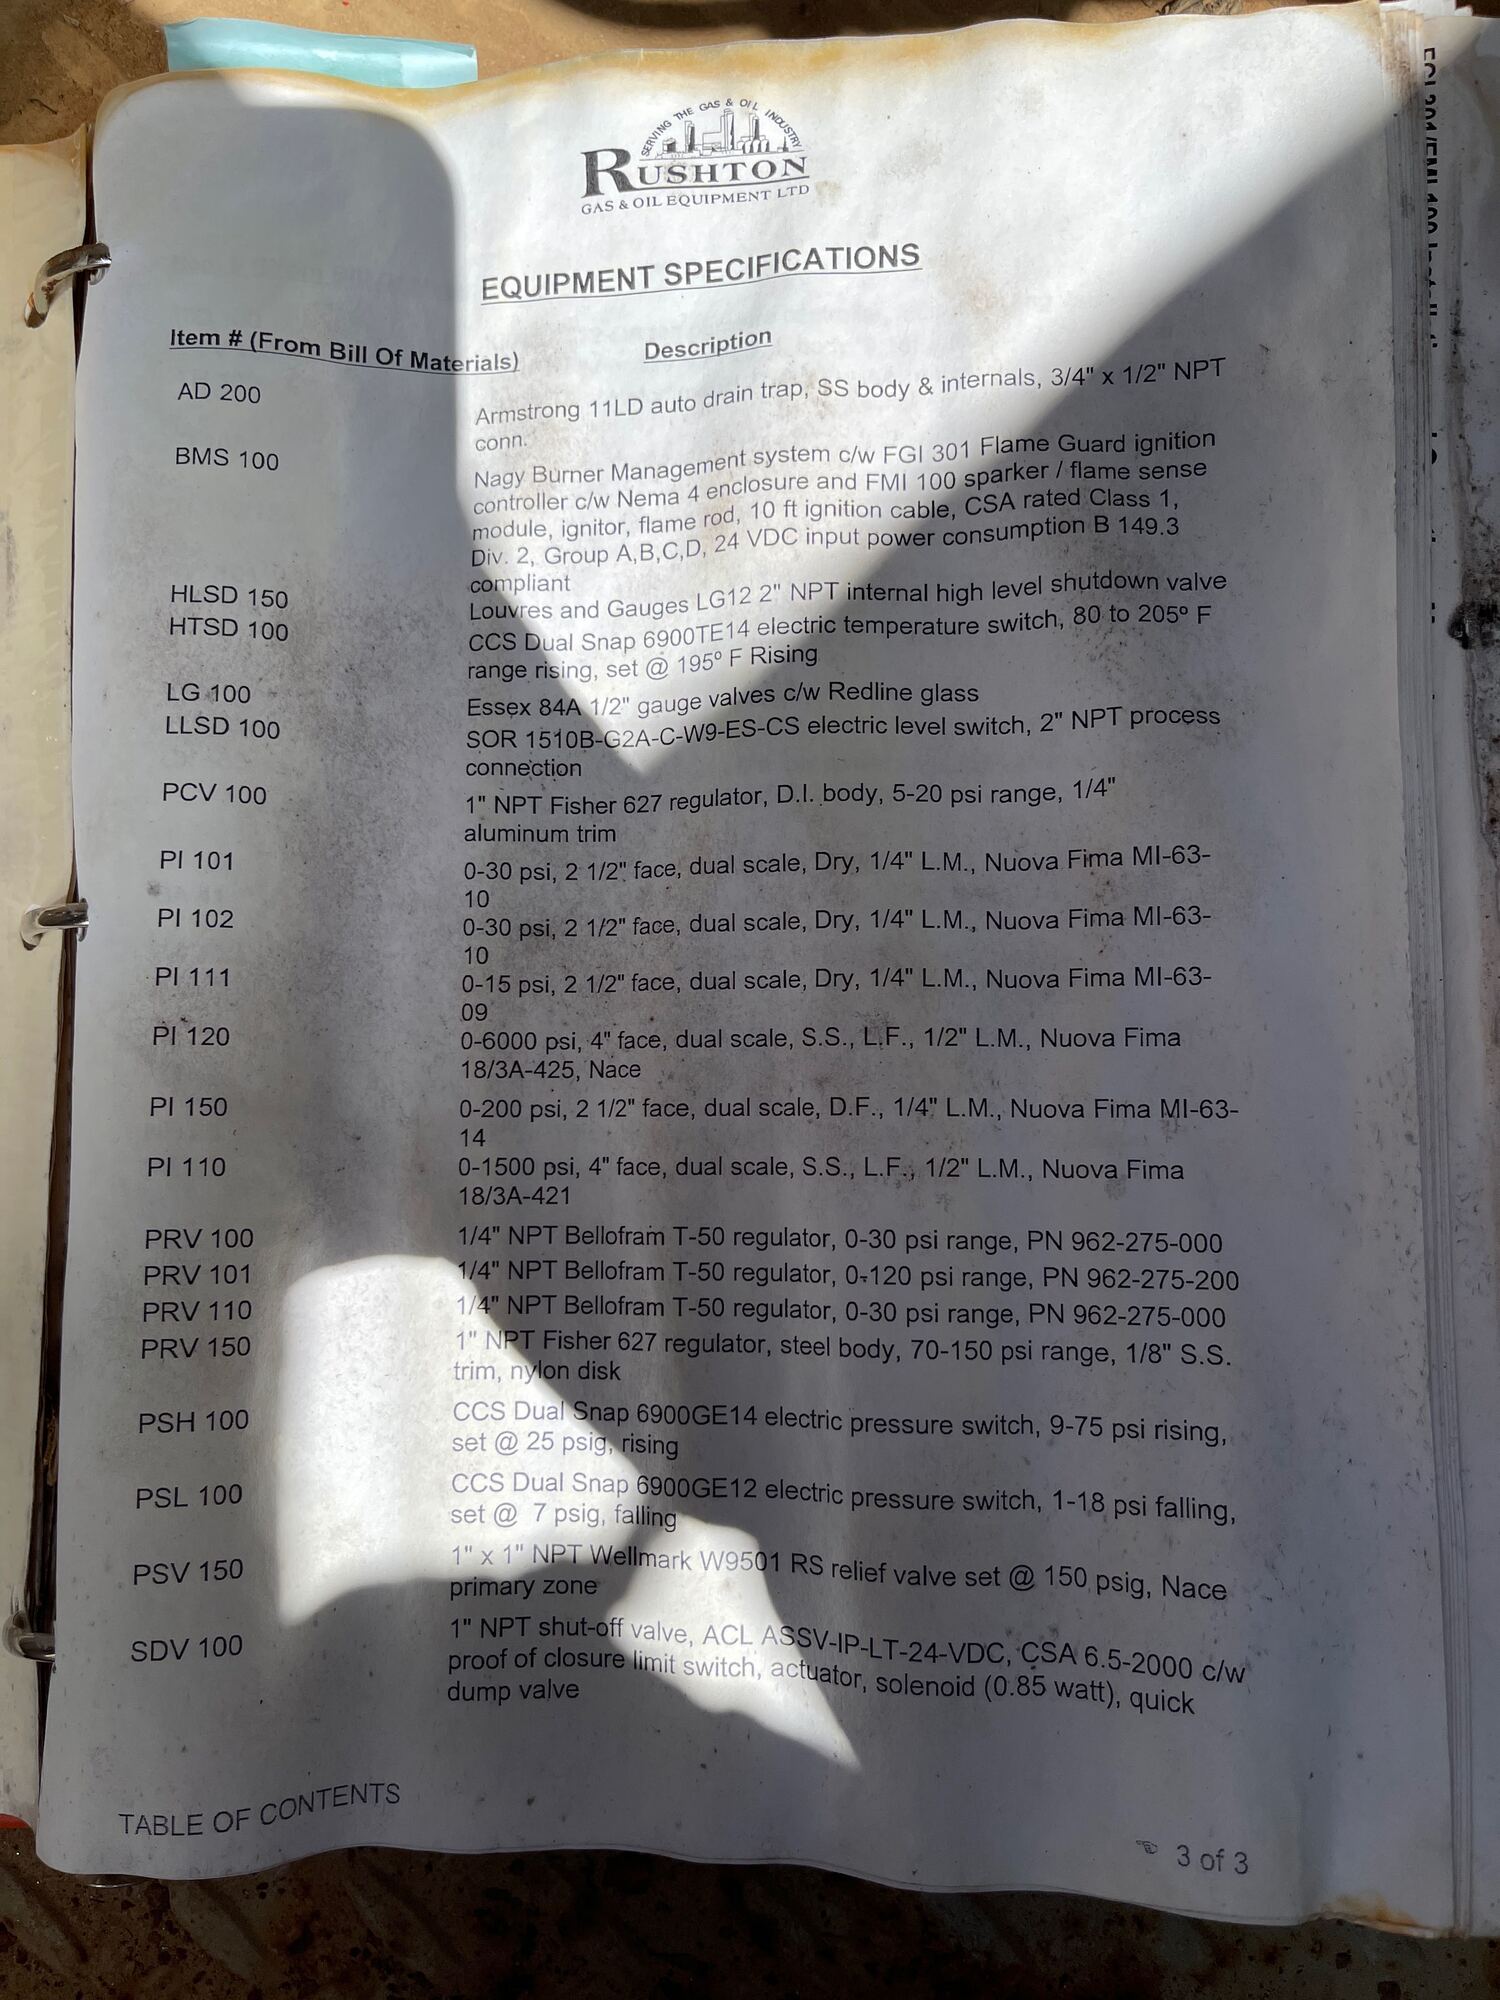 SERVING THE GAS & OIL INDUSTRY
RUSHTON
GAS & OIL EQUIPMENT LTD
EQUIPMENT SPECIFICATIONS
Item # (From Bill Of Materials) Description
AD 200 Armstrong 11LD auto drain trap, SS body & internals, 3/4" x 1/2" NPT
conn.
BMS 100 Nagy Burner Management system c/w FGI 301 Flame Guard ignition
controller c/w Nema 4 enclosure and FMI 100 sparker / flame sense
module, ignitor, flame rod, 10 ft ignition cable, CSA rated Class 1,
Div. 2, Group A,B,C,D, 24 VDC input power consumption B 149.3
compliant
HLSD 150 Louvres and Gauges LG12 2" NPT internal high level shutdown valve
HTSD 100 CCS Dual Snap 6900TE14 electric temperature switch, 80 to 205º F
range rising, set @ 195º F Rising
LG 100 Essex 84A 1/2" gauge valves c/w Redline glass
LLSD 100 SOR 1510B-G2A-C-W9-ES-CS electric level switch, 2" NPT process
connection
PCV 100 1" NPT Fisher 627 regulator, D.I. body, 5-20 psi range, 1/4"
aluminum trim
PI 101 0-30 psi, 2 1/2" face, dual scale, Dry, 1/4" L.M., Nuova Fima MI-63-
10
PI 102 0-30 psi, 2 1/2" face, dual scale, Dry, 1/4" L.M., Nuova Fima MI-63-
10
PI 111 0-15 psi, 2 1/2" face, dual scale, Dry, 1/4" L.M., Nuova Fima MI-63-
09
PI 120 0-6000 psi, 4" face, dual scale, S.S., L.F., 1/2" L.M., Nuova Fima
18/3A-425, Nace
PI 150 0-200 psi, 2 1/2" face, dual scale, D.F., 1/4" L.M., Nuova Fima MI-63-
14
PI 110 0-1500 psi, 4" face, dual scale, S.S., L.F., 1/2" L.M., Nuova Fima
18/3A-421
PRV 100 1/4" NPT Bellofram T-50 regulator, 0-30 psi range, PN 962-275-000
PRV 101 1/4" NPT Bellofram T-50 regulator, 0-120 psi range, PN 962-275-200
PRV 110 1/4" NPT Bellofram T-50 regulator, 0-30 psi range, PN 962-275-000
PRV 150 1" NPT Fisher 627 regulator, steel body, 70-150 psi range, 1/8" S.S.
trim, nylon disk
PSH 100 CCS Dual Snap 6900GE14 electric pressure switch, 9-75 psi rising,
set @ 25 psig, rising
PSL 100 CCS Dual Snap 6900GE12 electric pressure switch, 1-18 psi falling,
set @ 7 psig, falling
PSV 150 1" x 1" NPT Wellmark W9501 RS relief valve set @ 150 psig, Nace
primary zone
SDV 100 1" NPT shut-off valve, ACL ASSV-IP-LT-24-VDC, CSA 6.5-2000 c/w
proof of closure limit switch, actuator, solenoid (0.85 watt), quick
dump valve
TABLE OF CONTENTS
3 of 3